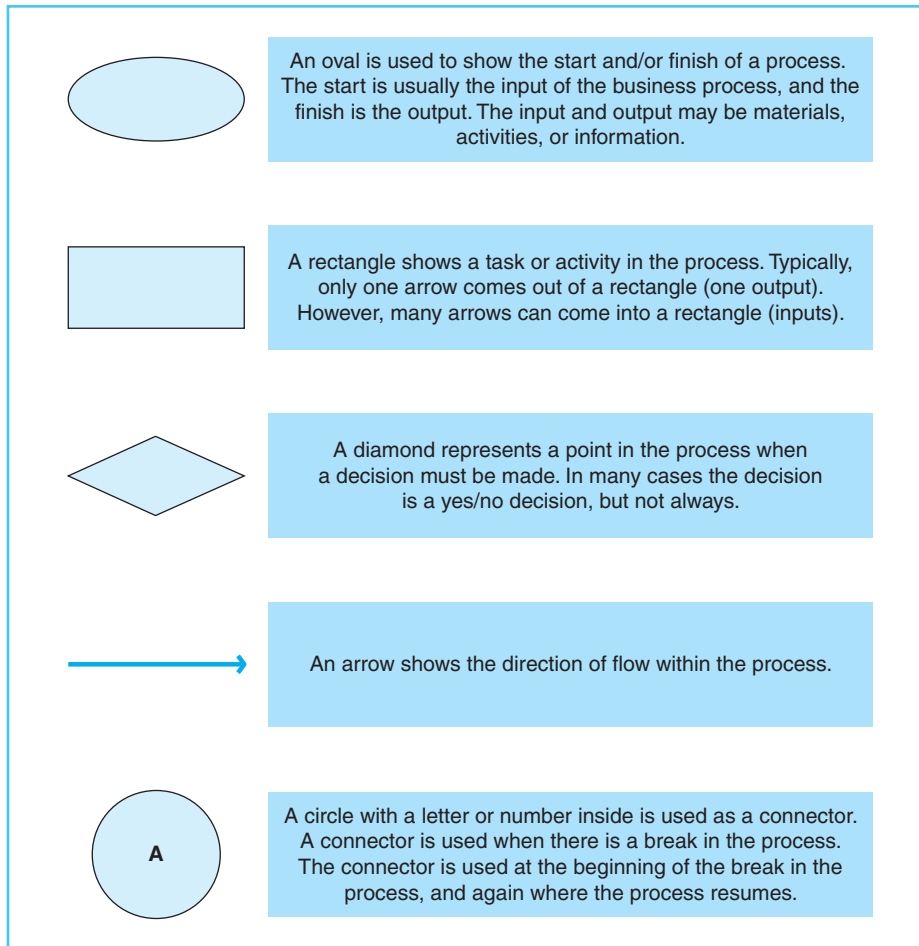 An oval is used to show the start and/or finish of a process.
The start is usually the input of the business process, and the
finish is the output. The input and output may be materials,
activities, or information.
A rectangle shows a task or activity in the process. Typically,
only one arrow comes out of a rectangle (one output).
However, many arrows can come into a rectangle (inputs).
A diamond represents a point in the process when
a decision must be made. In many cases the decision
is a yes/no decision, but not always.
An arrow shows the direction of flow within the process.
A
A circle with a letter or number inside is used as a connector.
A connector is used when there is a break in the process.
The connector is used at the beginning of the break in the
process, and again where the process resumes.